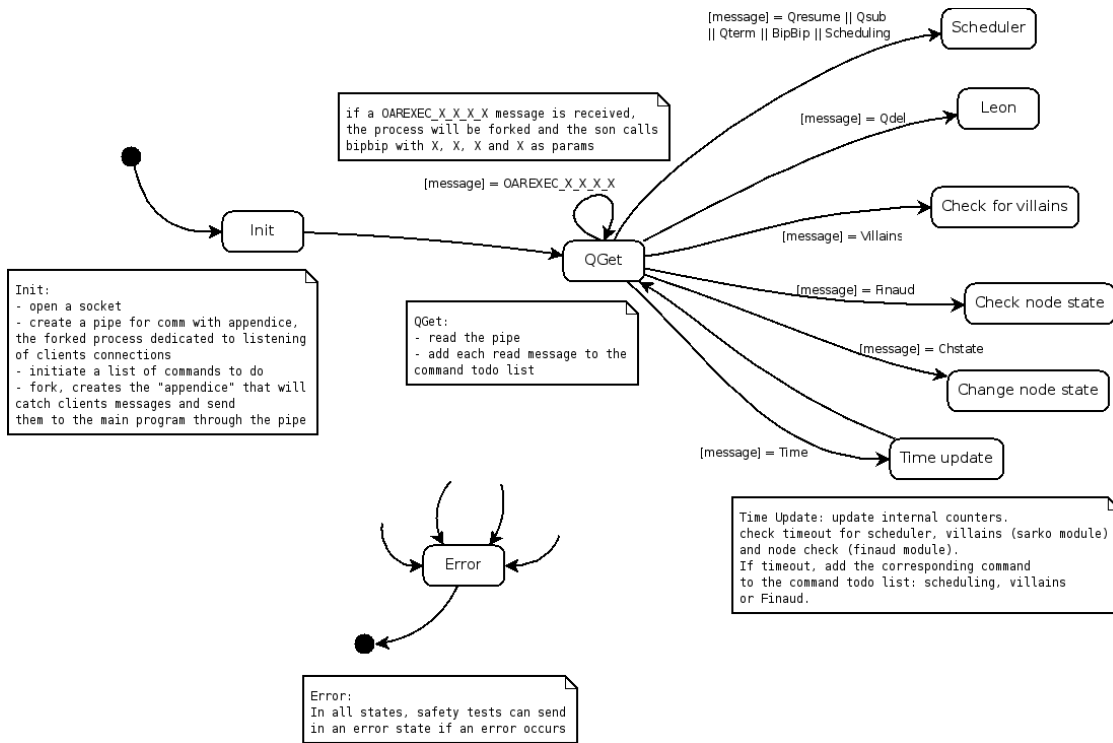 [message] = Qresume || Qsub
|| Qterm || BipBip || Scheduling
Scheduler
if a OAREXEC_X_X_X_X message is received,
the process will be forked and the son calls
bipbip with X, X, X and X as params
Leon
[message] = Qdel
[message] = OAREXEC_X_X_X_X
Check for villains
[message] = Villains
Init
QGet
Init:
- open a socket
- create a pipe for comm with appendice,
the forked process dedicated to listening
of clients connections
- initiate a list of commands to do
- fork, creates the "appendice" that will
catch clients messages and send
them to the main program through the pipe
QGet:
- read the pipe
- add each read message to the
command todo list
[message] = Finaud
Check node state
[message] = Chstate
Change node state
[message] = Time
Time update
Time Update: update internal counters.
check timeout for scheduler, villains (sarko module)
and node check (finaud module).
If timeout, add the corresponding command
to the command todo list: scheduling, villains
or Finaud.
Error
Error:
In all states, safety tests can send
in an error state if an error occurs